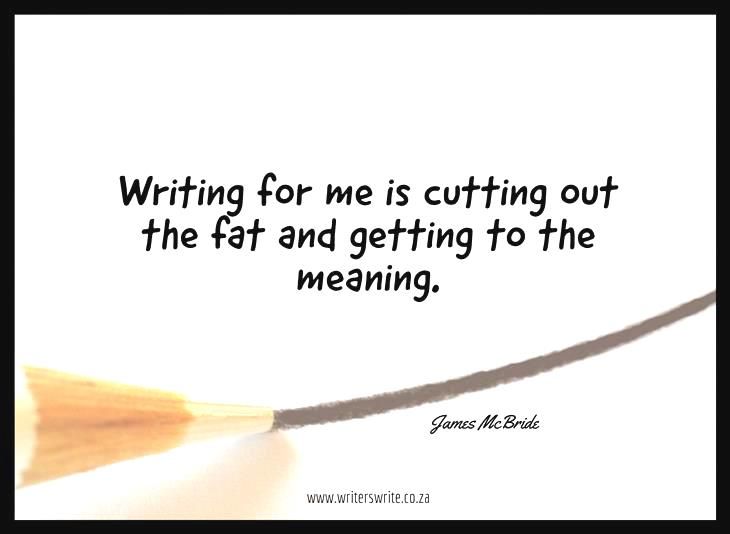 Writing for me is cutting out
the fat and getting to the
meaning.
James McBride
www.writerswrite.co.za